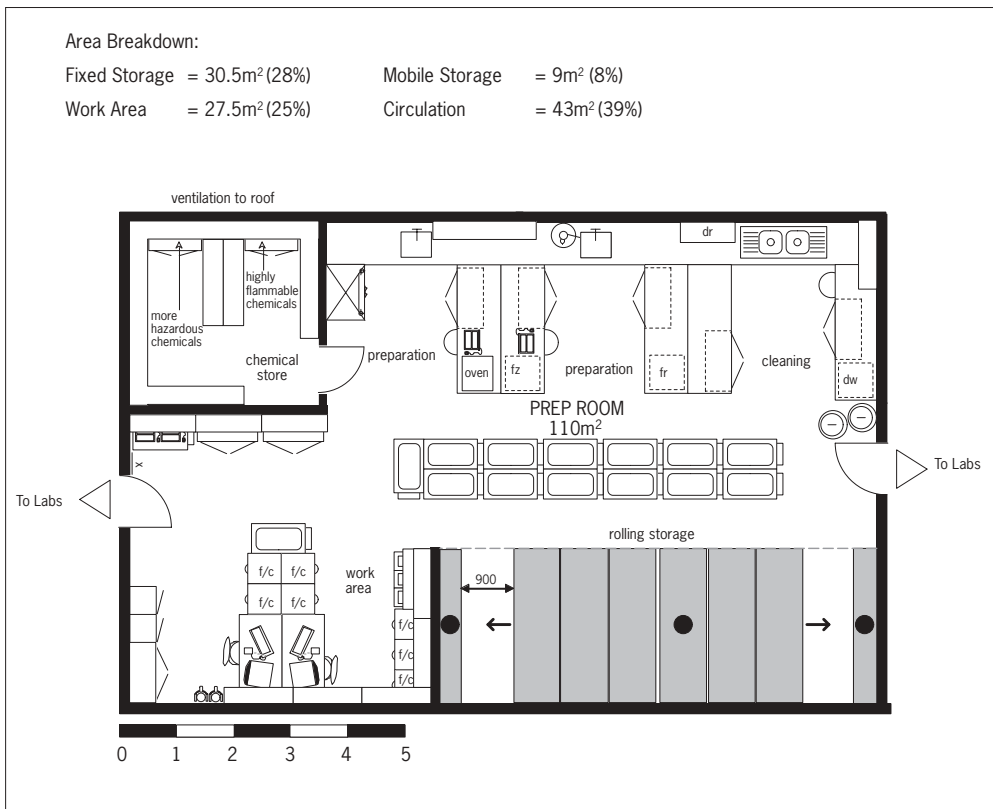 Area Breakdown:
Fixed Storage = 30.5m² (28%) Mobile Storage = 9m² (8%)
Work Area = 27.5m² (25%) Circulation = 43m² (39%)
ventilation to roof
dr
highly
flammable
chemicals
more
hazardous
chemicals
chemical
store
preparation
oven
fz
preparation
fr
cleaning
dw
PREP ROOM
110m²
x
To Labs
To Labs
rolling storage
900
work
area
f/c f/c
f/c f/c
f/c
f/c
f/c
0 1 2 3 4 5